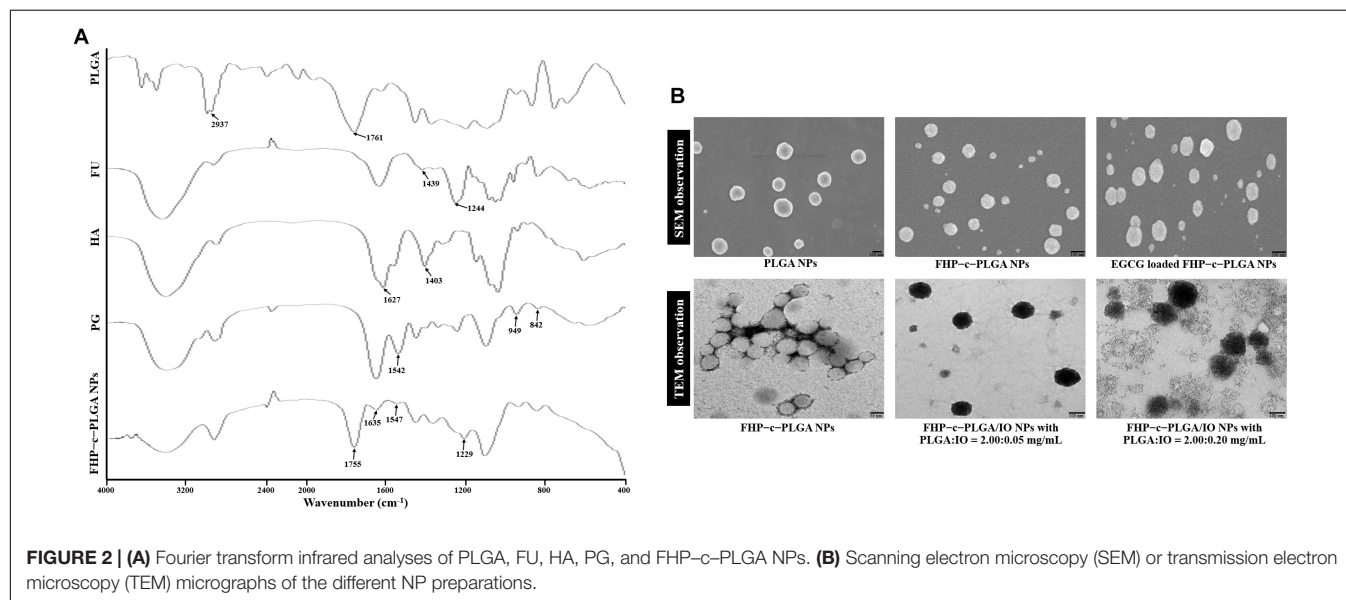 A
PLGA
2937
1761
FU
1439
1244
HA
1627
1403
PG
1542
949
842
FHP–c–PLGA NPs
1755
1635
1547
1229
4000 3200 2400 2000 1600 1200 800 400
Wavenumber (cm-1)
B
SEM observation
PLGA NPs
FHP–c–PLGA NPs
EGCG loaded FHP–c–PLGA NPs
TEM observation
FHP–c–PLGA NPs
FHP–c–PLGA/IO NPs with
PLGA:IO = 2.00:0.05 mg/mL
FHP–c–PLGA/IO NPs with
PLGA:IO = 2.00:0.20 mg/mL
FIGURE 2 | (A) Fourier transform infrared analyses of PLGA, FU, HA, PG, and FHP–c–PLGA NPs. (B) Scanning electron microscopy (SEM) or transmission electron
microscopy (TEM) micrographs of the different NP preparations.